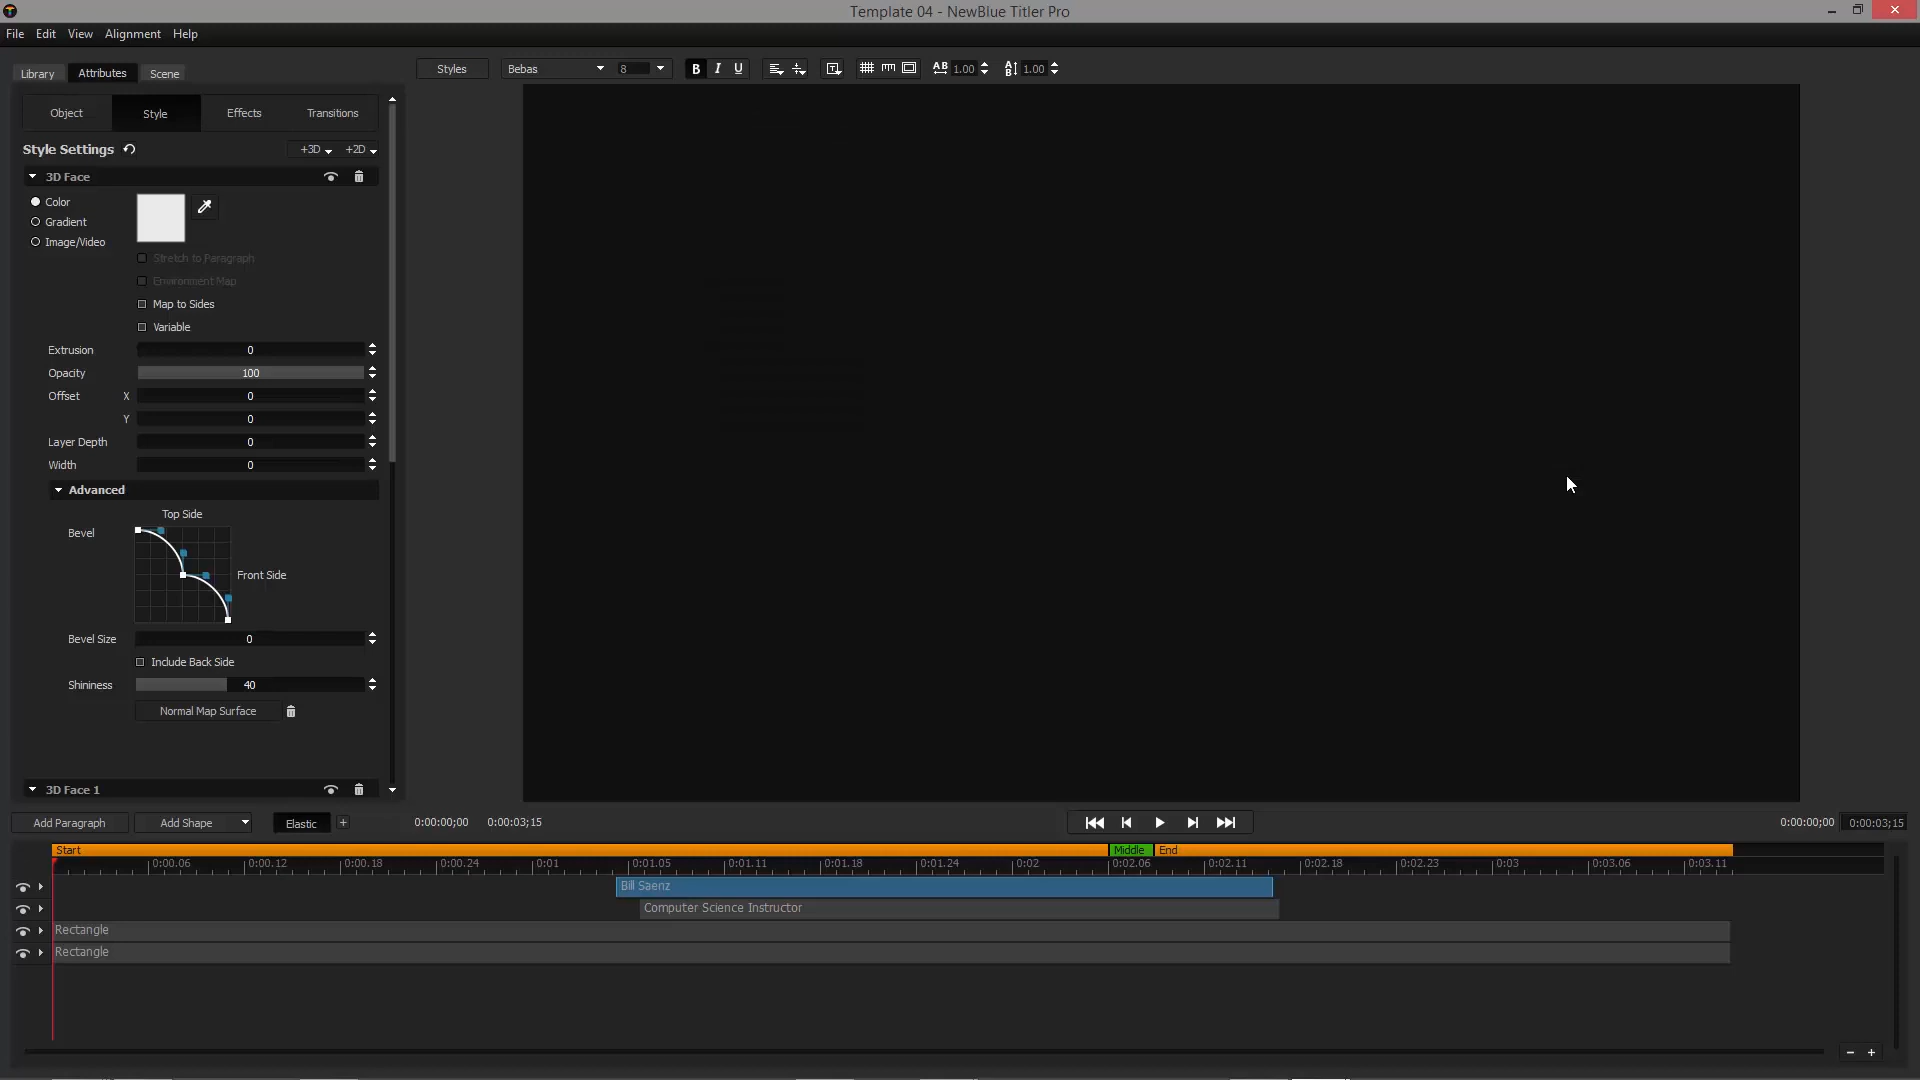 Template 04 - NewBlue Titler Pro
File Edit View Alignment Help
Library Attributes Scene
Styles Bebas 8 B I U AB 1.00 AB 1.00
Object Style Effects Transitions
Style Settings +3D +2D
3D Face
Color
Gradient
Image/Video
Stretch to Paragraph
Environment Map
Map to Sides
Variable
Extrusion 0
Opacity 100
Offset X 0
Y 0
Layer Depth 0
Width 0
Advanced
Top Side
Bevel
Front Side
Bevel Size 0
Include Back Side
Shininess 40
Normal Map Surface
3D Face 1
Add Paragraph Add Shape Elastic + 0:00:00;00 0:00:03;15 0:00:00;00 0:00:03;15
Start Middle End
0:00.06 0:00.12 0:00.18 0:00.24 0:01 0:01.05 0:01.11 0:01.18 0:01.24 0:02 0:02.06 0:02.11 0:02.18 0:02.23 0:03 0:03.06 0:03.11
Bill Saenz
Computer Science Instructor
Rectangle
Rectangle